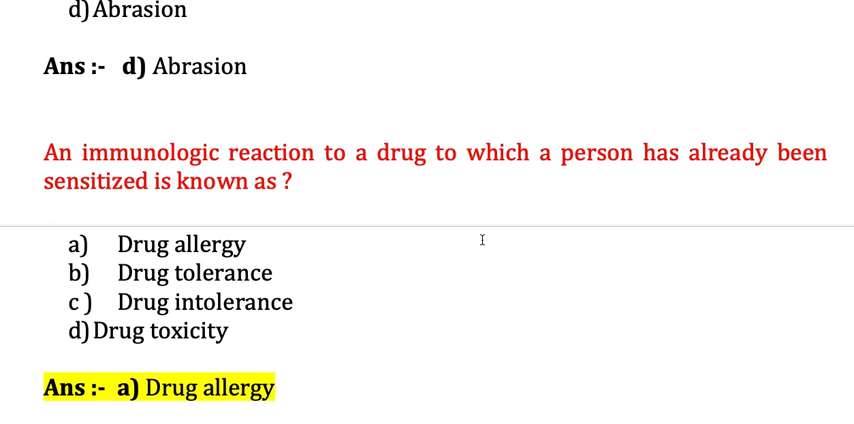 d) Abrasion
Ans :- d) Abrasion
An immunologic reaction to a drug to which a person has already been
sensitized is known as ?
a) Drug allergy
b) Drug tolerance
c ) Drug intolerance
d) Drug toxicity
Ans :- a) Drug allergy